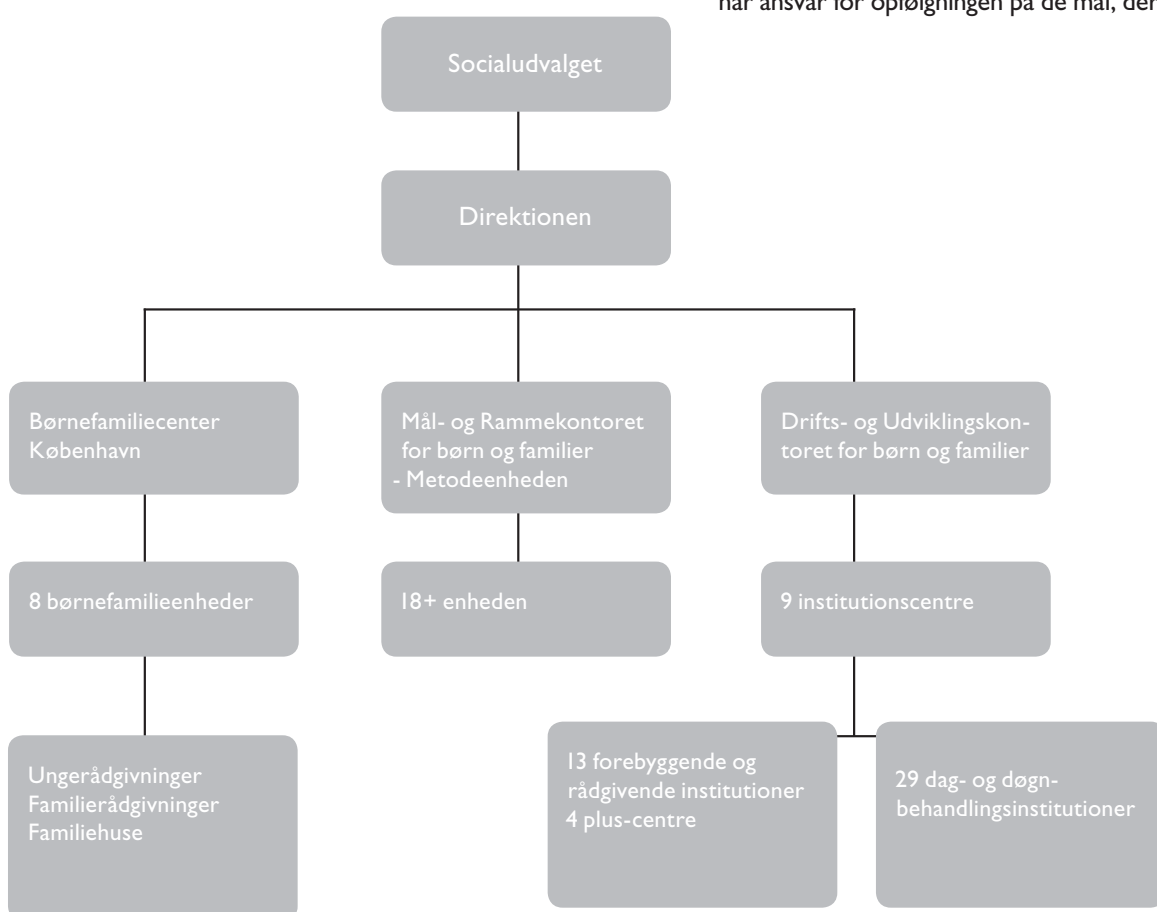 har ansvar for opfølgningen på de mål, der
Socialudvalget
Direktionen
Børnefamiliecenter
København
Mål- og Rammekontoret
for børn og familier
- Metodeenheden
Drifts- og Udviklingskon-
toret for børn og familier
8 børnefamilieenheder
18+ enheden
9 institutionscentre
Ungerådgivninger
Familierådgivninger
Familiehuse
13 forebyggende og
rådgivende institutioner
4 plus-centre
29 dag- og døgn-
behandlingsinstitutioner